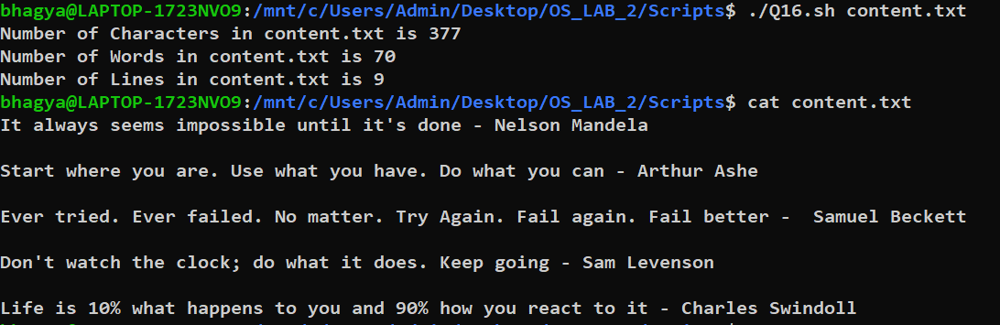 bhagya@LAPTOP-1723NVO9:/mnt/c/Users/Admin/Desktop/OS_LAB_2/Scripts$ ./Q16.sh content.txt
Number of Characters in content.txt is 377
Number of Words in content.txt is 70
Number of Lines in content.txt is 9
bhagya@LAPTOP-1723NVO9:/mnt/c/Users/Admin/Desktop/OS_LAB_2/Scripts$ cat content.txt
It always seems impossible until it's done - Nelson Mandela
Start where you are. Use what you have. Do what you can - Arthur Ashe
Ever tried. Ever failed. No matter. Try Again. Fail again. Fail better -  Samuel Beckett
Don't watch the clock; do what it does. Keep going - Sam Levenson
Life is 10% what happens to you and 90% how you react to it - Charles Swindoll